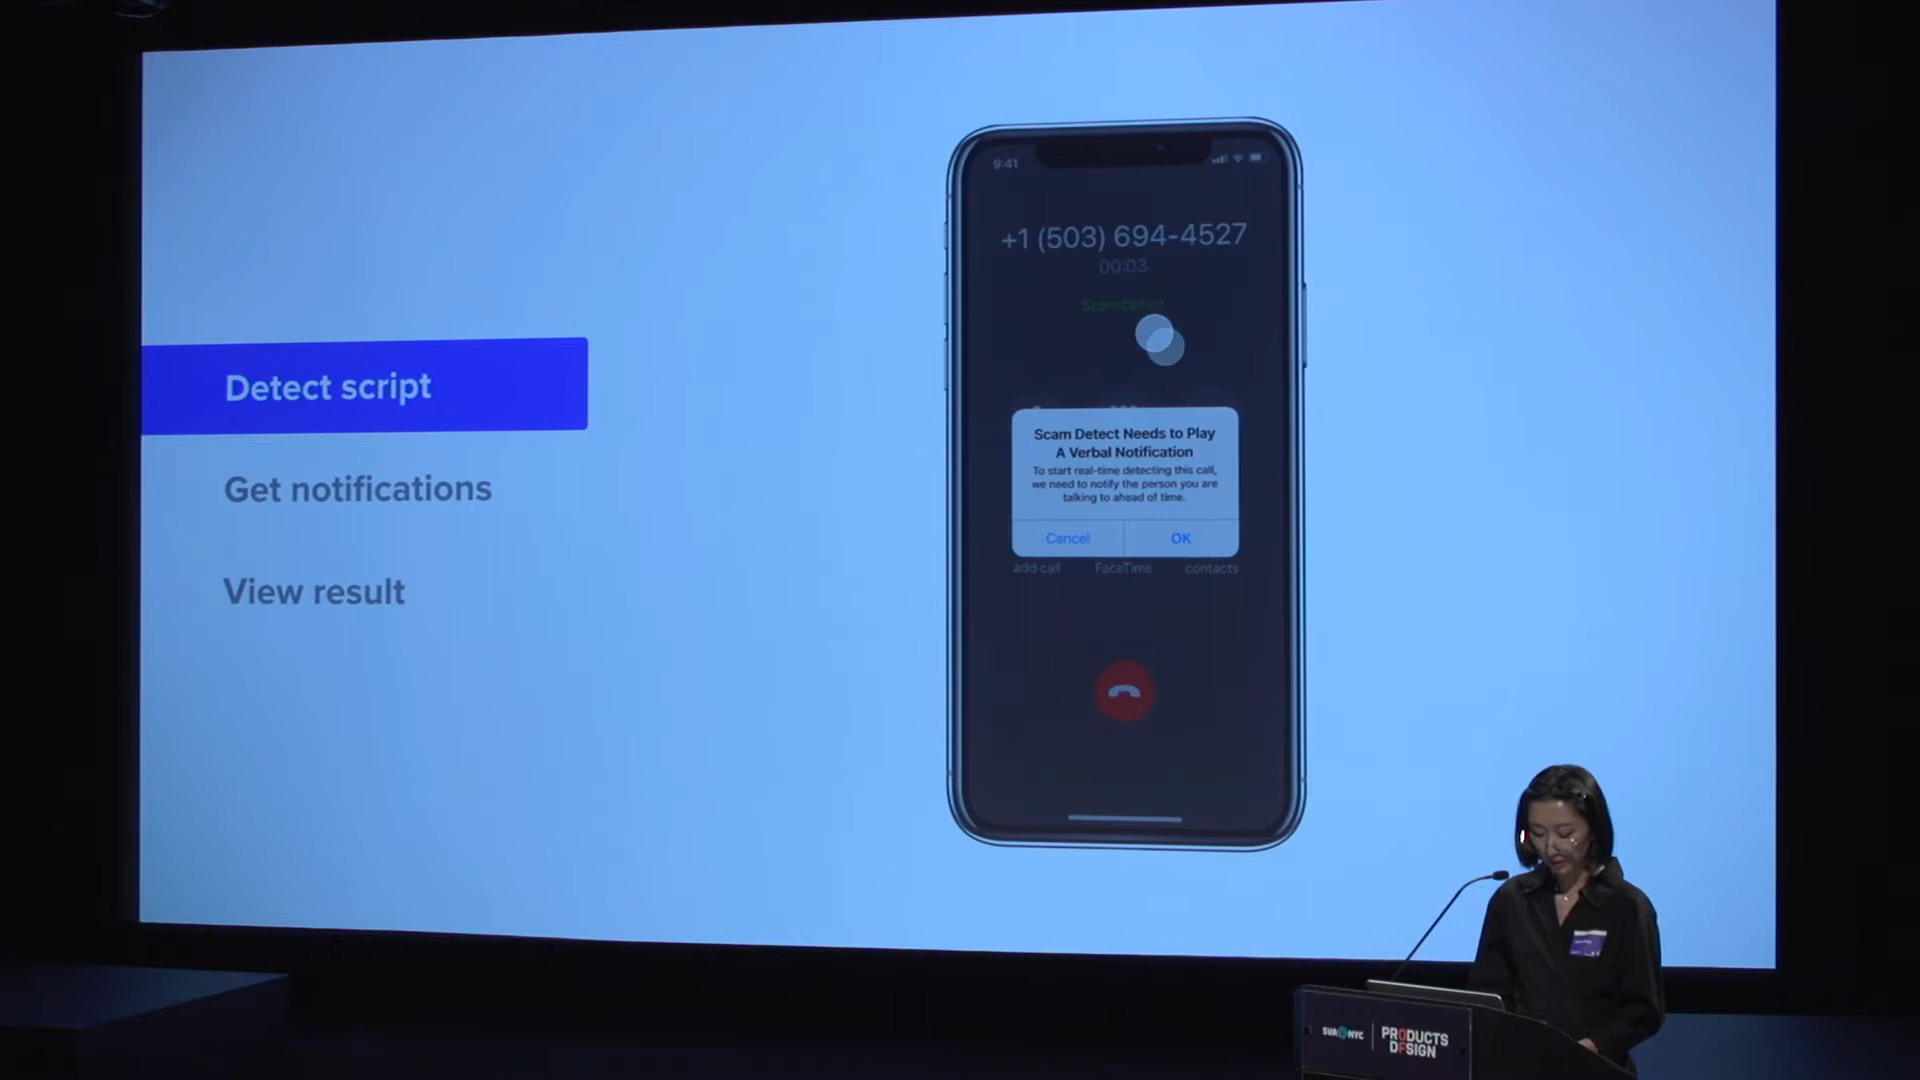 Detect script
Get notifications
View result
9:41
+1 (503) 694-4527
00:03
Scam Detect Needs to Play
A Verbal Notification
To start real-time detecting this call,
we need to notify the person you are
talking to ahead of time.
Cancel
OK
add call
FaceTime
contacts
SVA NYC
PRODUCTS
OF DESIGN